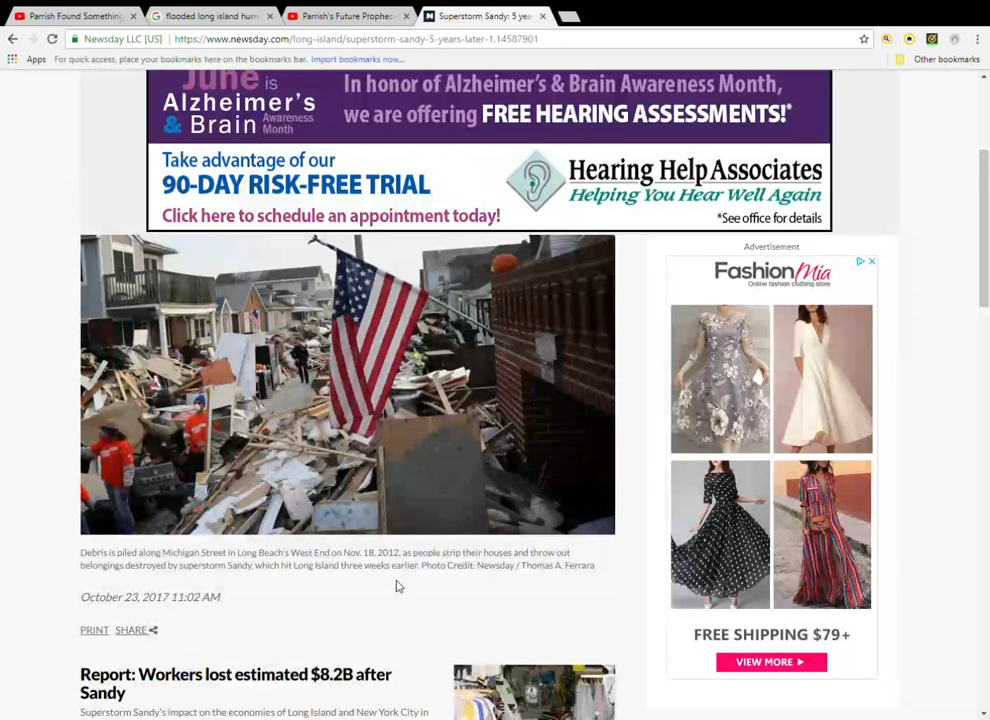 Parrish Found Something
flooded long island hurr
Parrish's Future Prophec
Superstorm Sandy: 5 yea
Newsday LLC [US]
https://www.newsday.com/long-island/superstorm-sandy-5-years-later-1.14587901
Apps
For quick access, place your bookmarks here on the bookmarks bar.
Import bookmarks now...
Other bookmarks
June is
Alzheimer's
& Brain
Awareness
Month
In honor of Alzheimer's & Brain Awareness Month,
we are offering FREE HEARING ASSESSMENTS!*
Take advantage of our
90-DAY RISK-FREE TRIAL
Click here to schedule an appointment today!
Hearing Help Associates
Helping You Hear Well Again
*See office for details
Advertisement
FashionMia
Online fashion clothing store
FREE SHIPPING $79+
VIEW MORE
Debris is piled along Michigan Street in Long Beach's West End on Nov. 18, 2012, as people strip their houses and throw out
belongings destroyed by superstorm Sandy, which hit Long Island three weeks earlier. Photo Credit: Newsday / Thomas A. Ferrara
October 23, 2017 11:02 AM
PRINT SHARE
Report: Workers lost estimated $8.2B after
Sandy
Superstorm Sandy's impact on the economies of Long Island and New York City in